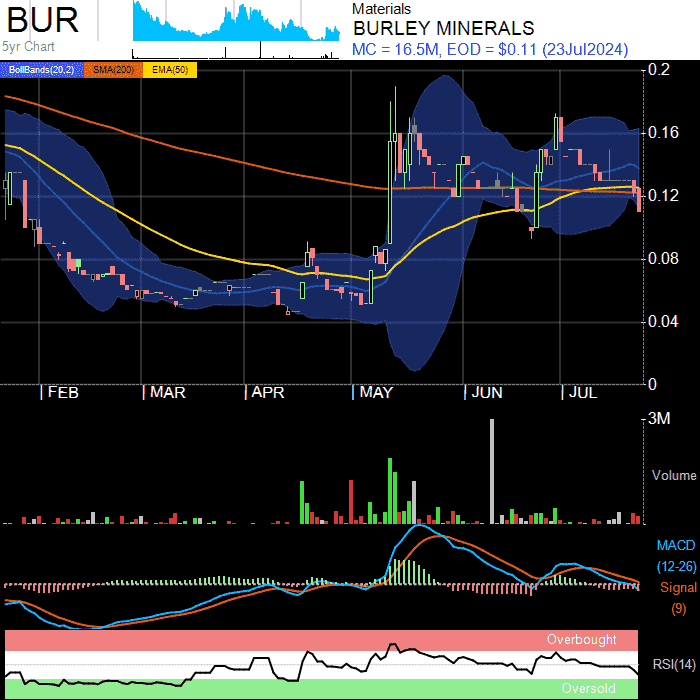 BUR
5yr Chart
Materials
BURLEY MINERALS
MC = 16.5M, EOD = $0.11 (23Jul2024)
BollBands(20,2) SMA(200) EMA(50)
0.2
0.16
0.12
0.08
0.04
0
FEB MAR APR MAY JUN JUL
3M
Volume
MACD
(12-26)
Signal
(9)
Overbought
RSI(14)
Oversold